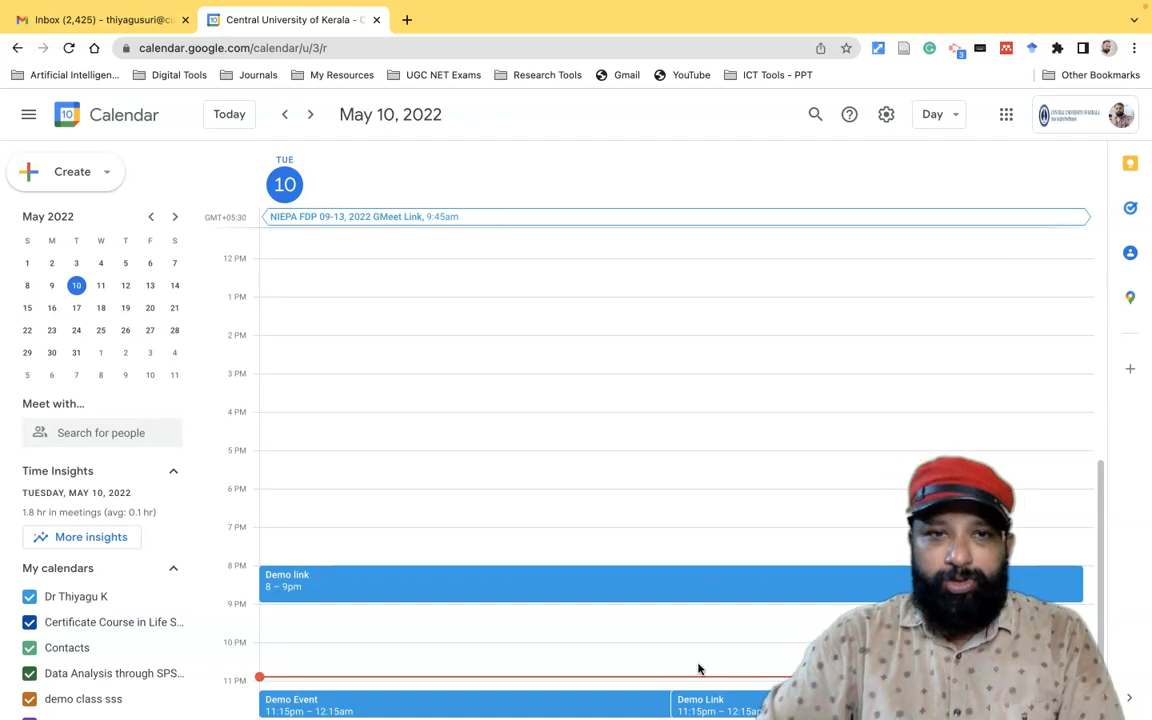 Inbox (2,425) - thiyagusuri@c
Central University of Kerala - C
calendar.google.com/calendar/u/3/r
3
Artificial Intelligen...
Digital Tools
Journals
My Resources
UGC NET Exams
Research Tools
Gmail
YouTube
ICT Tools - PPT
Other Bookmarks
10
Calendar
Today
May 10, 2022
Day
Create
TUE
10
GMT+05:30
NIEPA FDP 09-13, 2022 GMeet Link, 9:45am
May 2022
S M T W T F S
1 2 3 4 5 6 7
8 9 10 11 12 13 14
15 16 17 18 19 20 21
22 23 24 25 26 27 28
29 30 31 1 2 3 4
5 6 7 8 9 10 11
Meet with...
Search for people
Time Insights
TUESDAY, MAY 10, 2022
1.8 hr in meetings (avg: 0.1 hr)
More insights
My calendars
Dr Thiyagu K
Certificate Course in Life S...
Contacts
Data Analysis through SPS...
demo class sss
12 PM
1 PM
2 PM
3 PM
4 PM
5 PM
6 PM
7 PM
8 PM
Demo link
8 – 9pm
9 PM
10 PM
11 PM
Demo Event
11:15pm – 12:15am
Demo Link
11:15pm – 12:15am